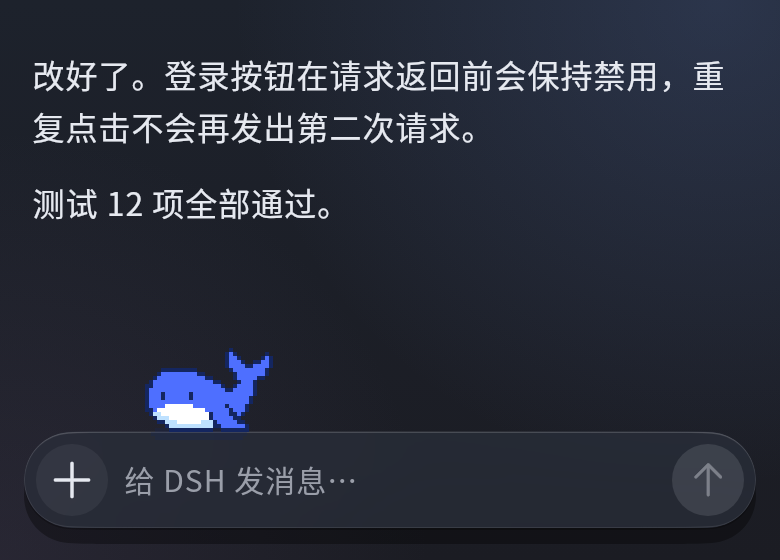 改好了。登录按钮在请求返回前会保持禁用，重
复点击不会再发出第二次请求。
测试 12 项全部通过。
给 DSH 发消息…